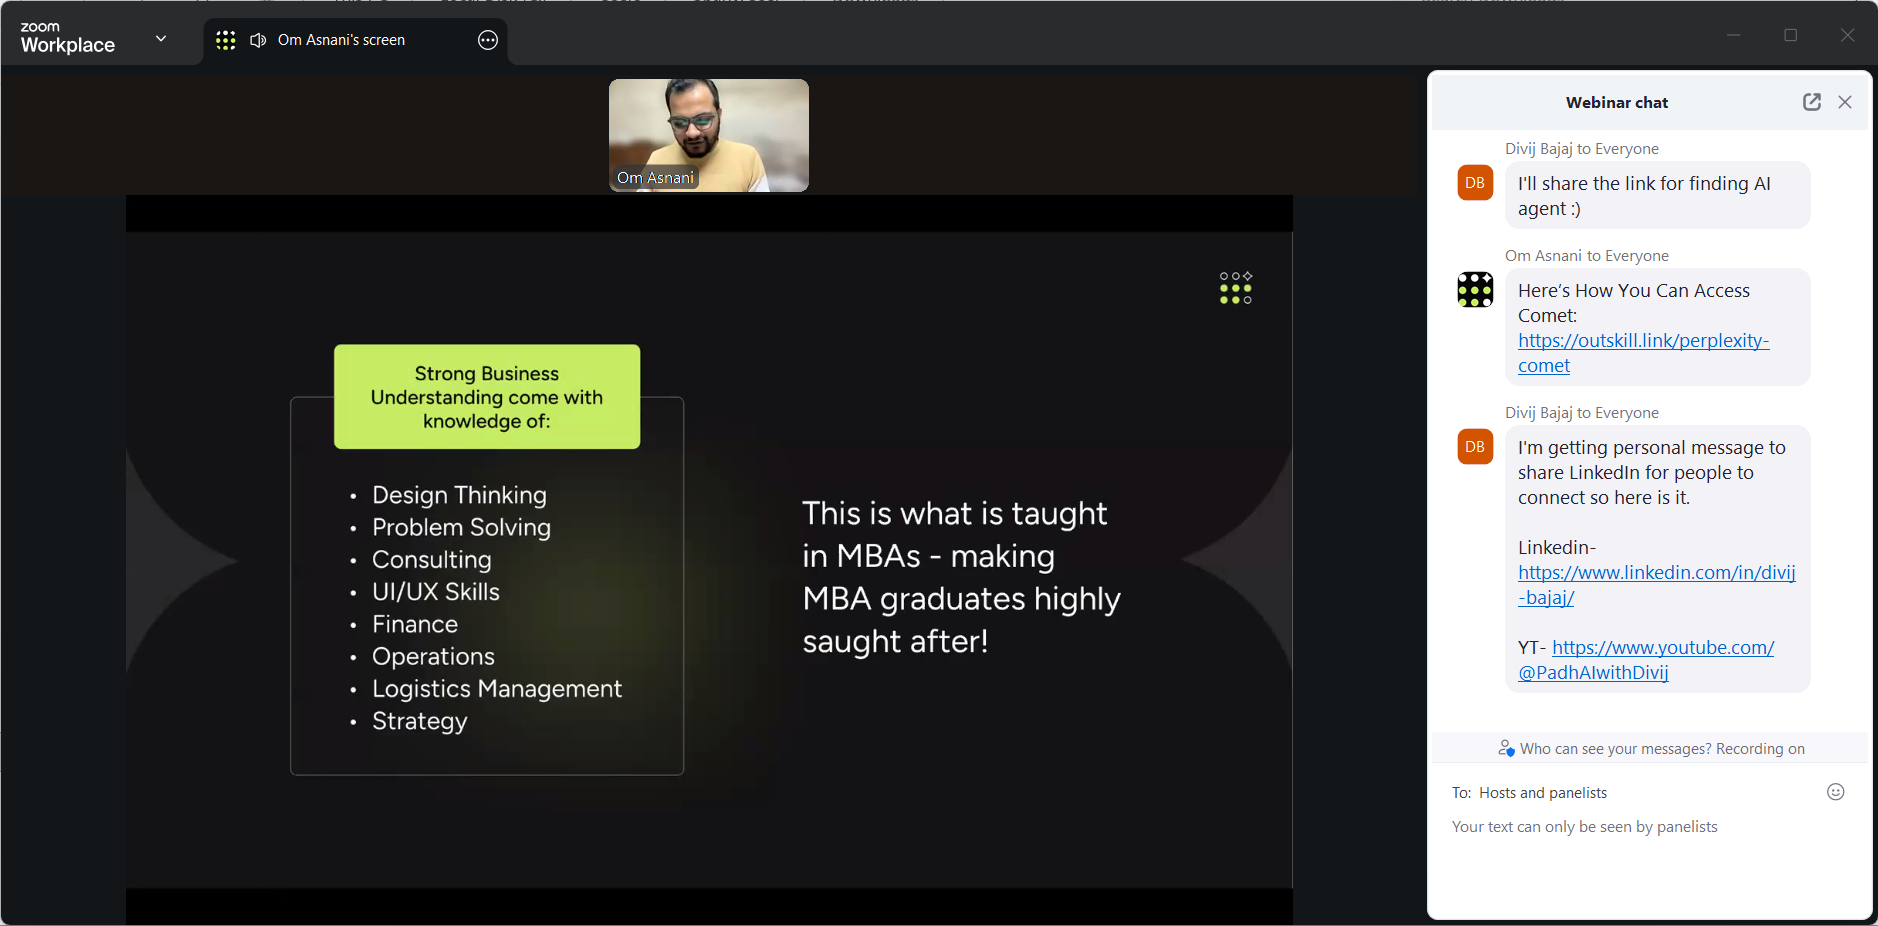 zoom
Workplace
Om Asnani's screen
Om Asnani
Strong Business
Understanding come with
knowledge of:
• Design Thinking
• Problem Solving
• Consulting
• UI/UX Skills
• Finance
• Operations
• Logistics Management
• Strategy
This is what is taught
in MBAs - making
MBA graduates highly
saught after!
Webinar chat
Divij Bajaj to Everyone
DB
I'll share the link for finding AI
agent :)
Om Asnani to Everyone
Here’s How You Can Access
Comet:
https://outskill.link/perplexity-
comet
Divij Bajaj to Everyone
DB
I'm getting personal message to
share LinkedIn for people to
connect so here is it.
Linkedin-
https://www.linkedin.com/in/divij
-bajaj/
YT- https://www.youtube.com/
@PadhAIwithDivij
Who can see your messages? Recording on
To: Hosts and panelists
Your text can only be seen by panelists